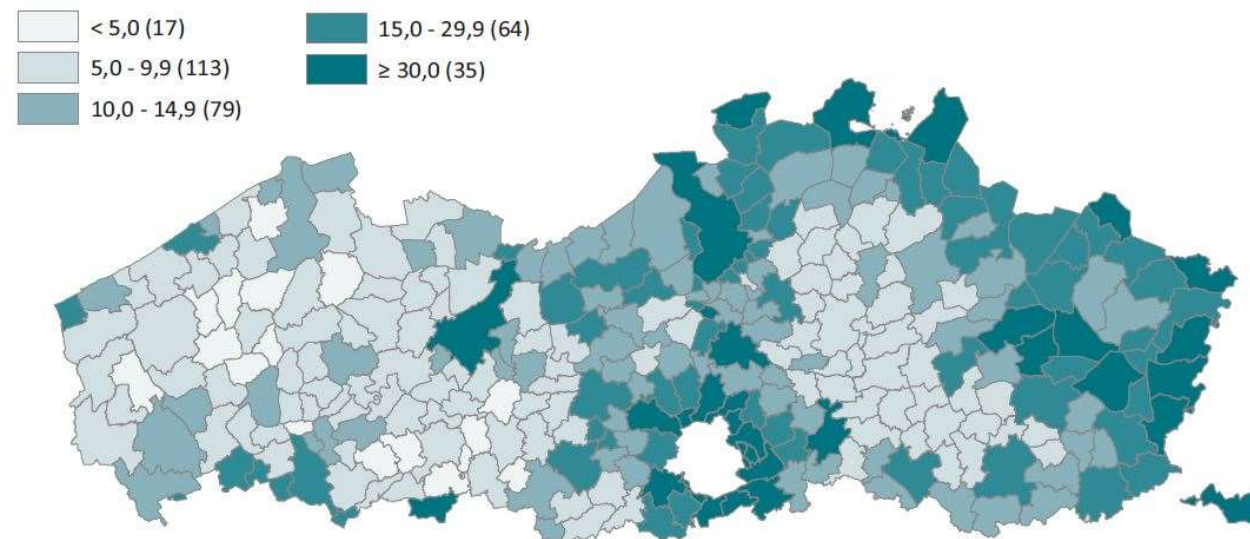 < 5,0 (17)
5,0 - 9,9 (113)
10,0 - 14,9 (79)
15,0 - 29,9 (64)
≥ 30,0 (35)